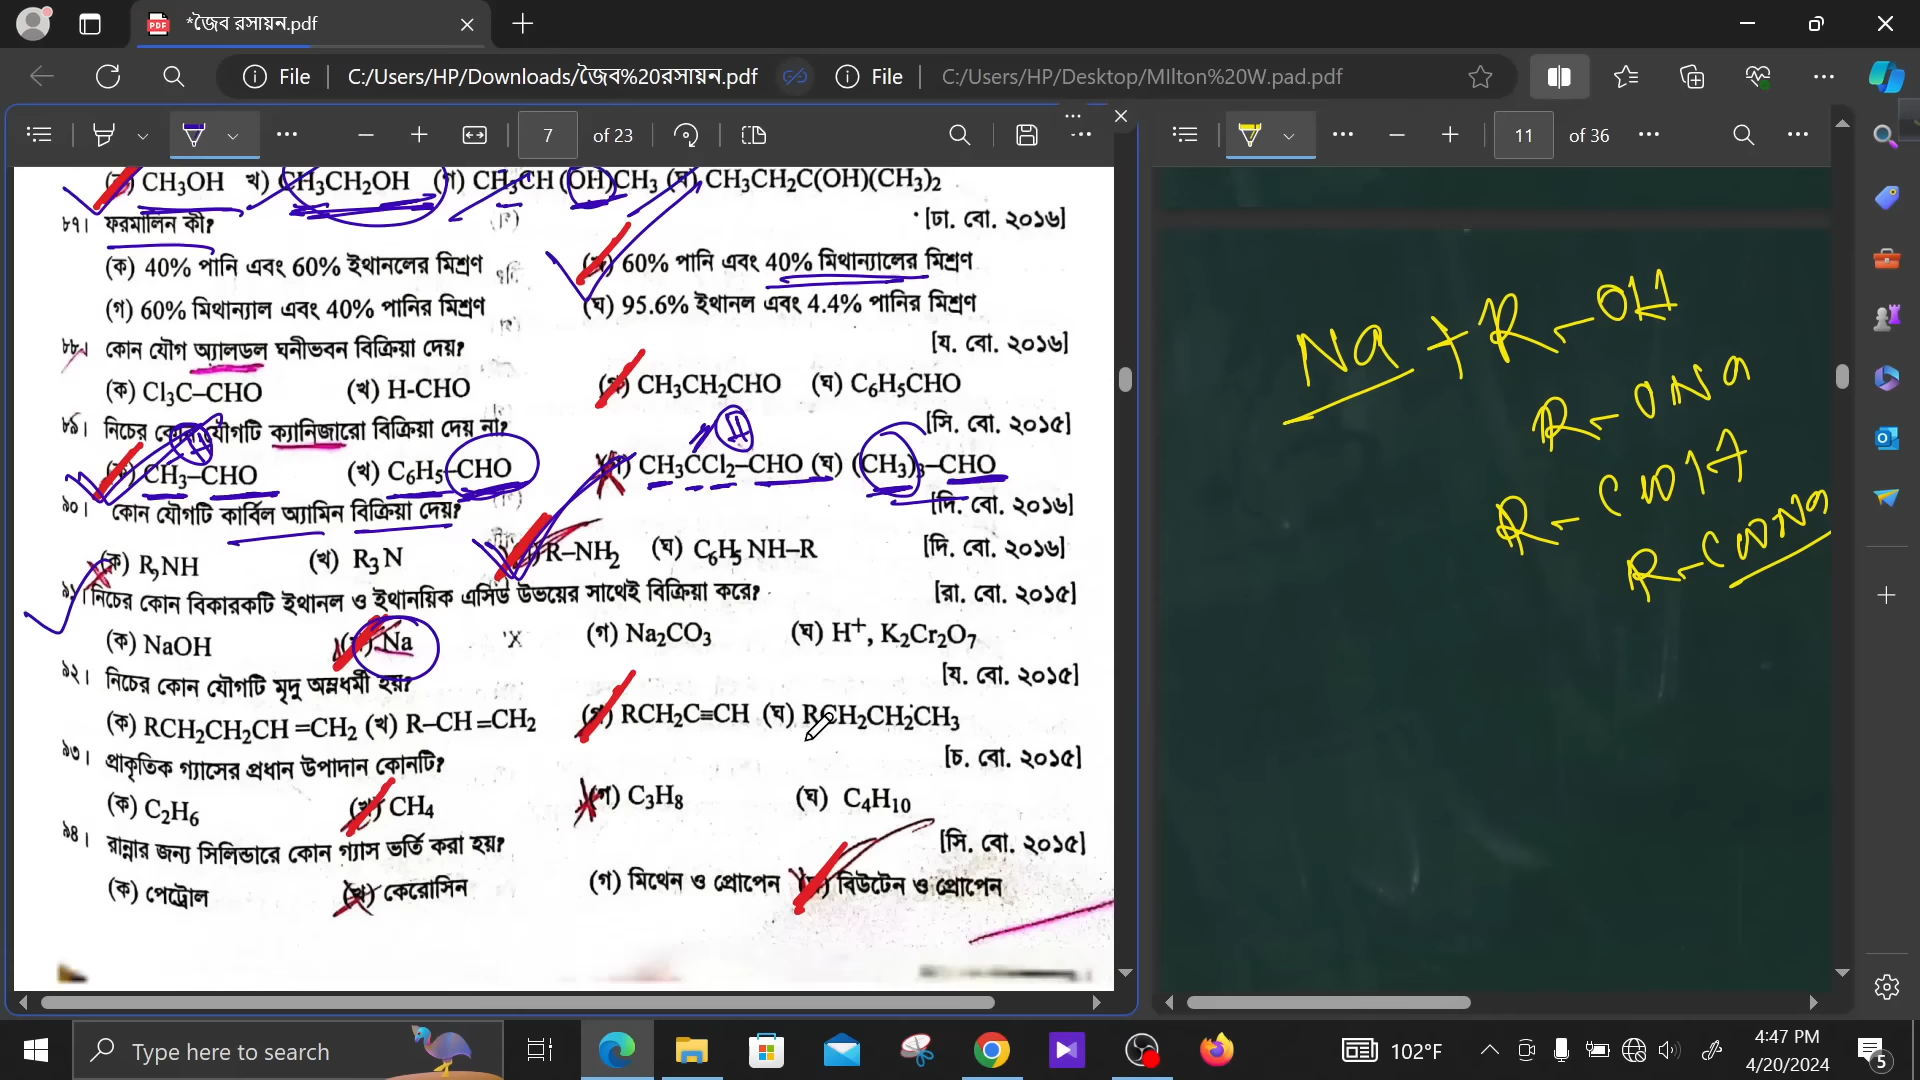 *জৈব রসায়ন.pdf
File C:/Users/HP/Downloads/জৈব%20রসায়ন.pdf File C:/Users/HP/Desktop/MIlton%20W.pad.pdf
7 of 23
11 of 36
CH3OH খ) CH3CH2OH (গ) CH3CH(OH)CH3 (ঘ) CH3CH2C(OH)(CH3)2
৮৭। ফরমালিন কী? [ঢা. বো. ২০১৬]
(ক) 40% পানি এবং 60% ইথানলের মিশ্রণ 60% পানি এবং 40% মিথান্যালের মিশ্রণ
(গ) 60% মিথান্যাল এবং 40% পানির মিশ্রণ (ঘ) 95.6% ইথানল এবং 4.4% পানির মিশ্রণ
৮৮। কোন যৌগ অ্যালডল ঘনীভবন বিক্রিয়া দেয়? [য. বো. ২০১৬]
(ক) Cl3C–CHO (খ) H-CHO (গ) CH3CH2CHO (ঘ) C6H5CHO
৮৯। নিচের কোন যৌগটি ক্যানিজারো বিক্রিয়া দেয় না? [সি. বো. ২০১৫]
(ক) CH3–CHO (খ) C6H5–CHO (গ) CH3CCl2–CHO (ঘ) (CH3)3–CHO
H H
[দি. বো. ২০১৬]
৯০। কোন যৌগটি কার্বিল অ্যামিন বিক্রিয়া দেয়?
(ক) R2NH (খ) R3N R–NH2 (ঘ) C6H5 NH–R [দি. বো. ২০১৬]
৯১। নিচের কোন বিকারকটি ইথানল ও ইথানয়িক এসিড উভয়ের সাথেই বিক্রিয়া করে? [রা. বো. ২০১৫]
(ক) NaOH Na (গ) Na2CO3 (ঘ) H+, K2Cr2O7
৯২। নিচের কোন যৌগটি মৃদু অম্লধর্মী হয়? [য. বো. ২০১৫]
(ক) RCH2CH2CH =CH2 (খ) R–CH =CH2 (গ) RCH2C≡CH (ঘ) RCH2CH2CH3
৯৩। প্রাকৃতিক গ্যাসের প্রধান উপাদান কোনটি? [চ. বো. ২০১৫]
(ক) C2H6 (খ) CH4 (গ) C3H8 (ঘ) C4H10
৯৪। রান্নার জন্য সিলিন্ডারে কোন গ্যাস ভর্তি করা হয়? [সি. বো. ২০১৫]
(ক) পেট্রোল (খ) কেরোসিন (গ) মিথেন ও প্রোপেন বিউটেন ও প্রোপেন
Na + R-OH
R-ONa
R-COOH
R-COONa
Type here to search
102°F
4:47 PM
4/20/2024
5